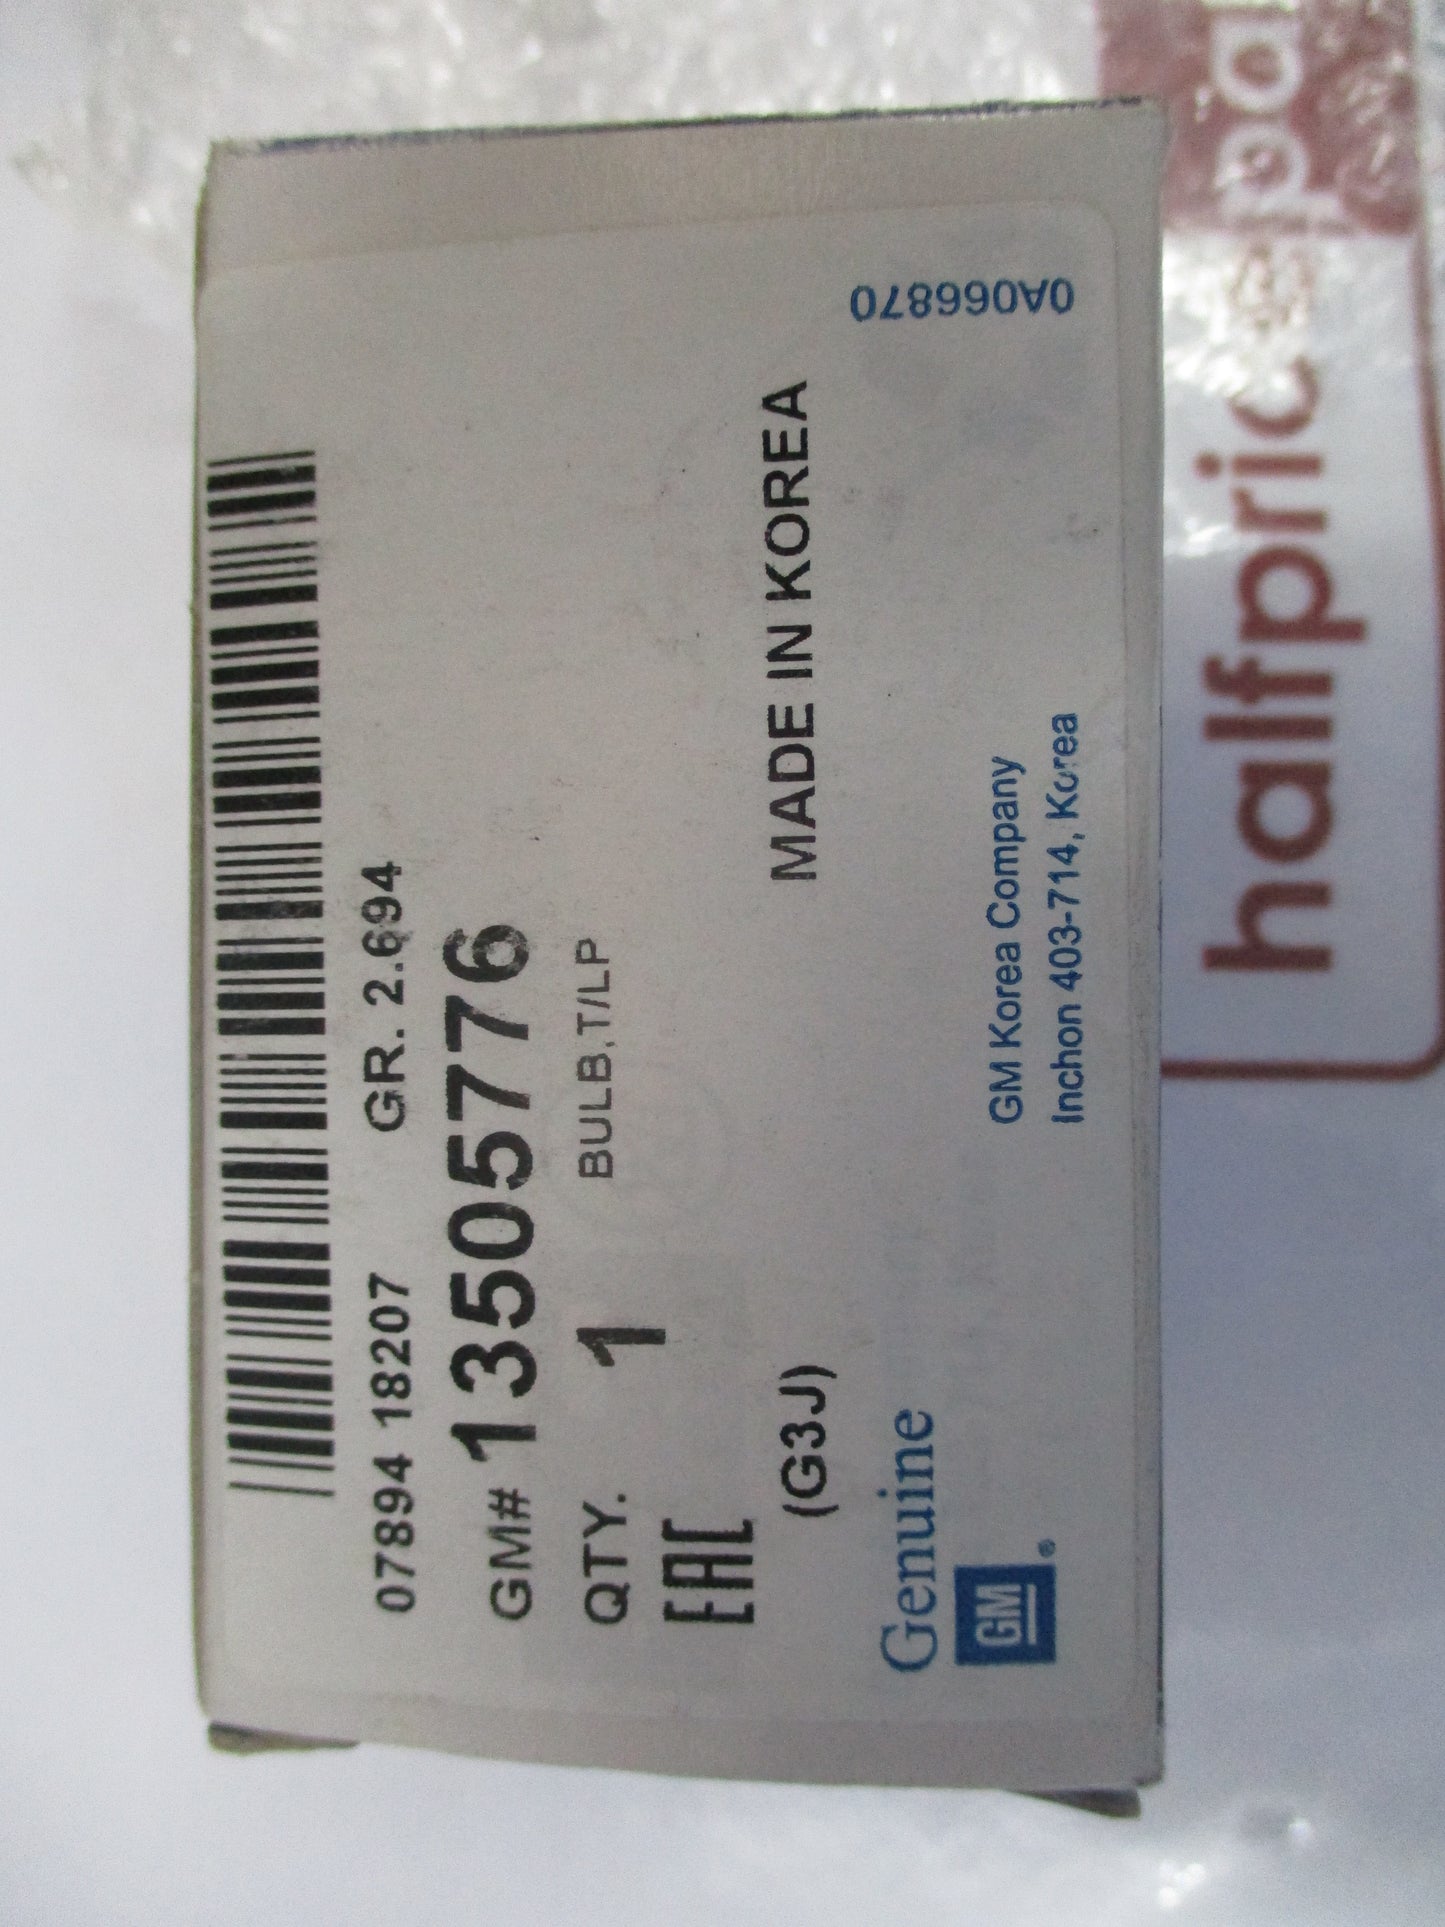 07894 18207 GR. 2.694
GM# 13505776
QTY. 1 BULB,T/LP
EAC
(G3J) MADE IN KOREA
Genuine
GM ®
GM Korea Company
Inchon 403-714, Korea
0A066870
halfpric